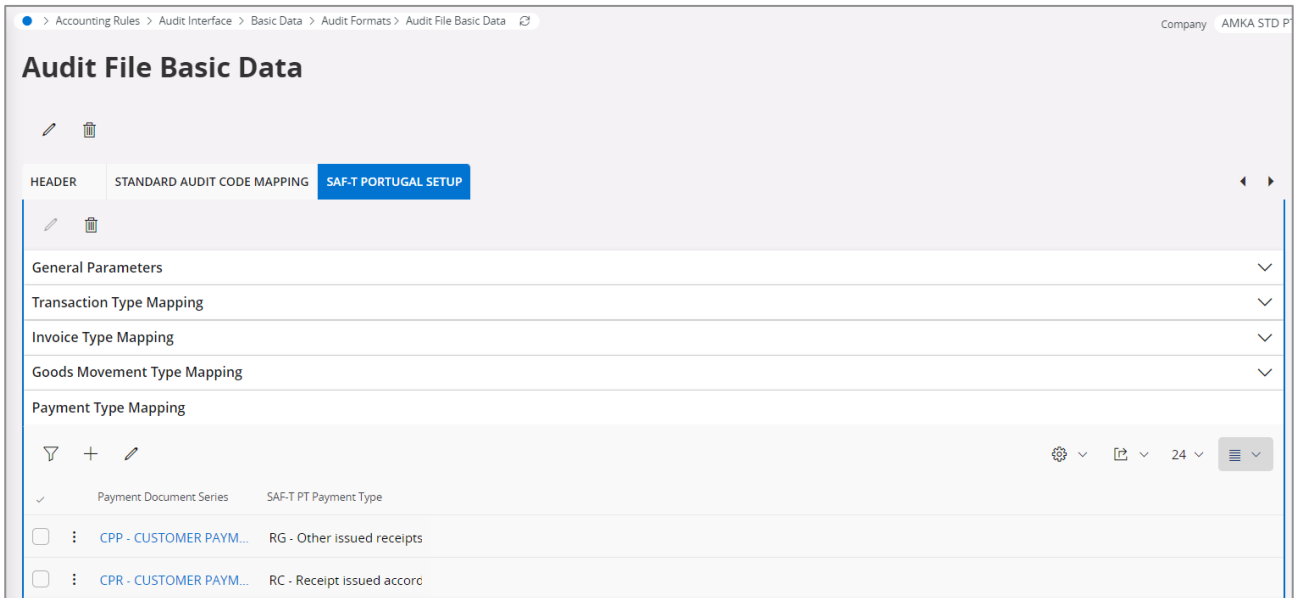 > Accounting Rules > Audit Interface > Basic Data > Audit Formats > Audit File Basic Data
Company AMKA STD P
Audit File Basic Data
HEADER STANDARD AUDIT CODE MAPPING SAF-T PORTUGAL SETUP
General Parameters
Transaction Type Mapping
Invoice Type Mapping
Goods Movement Type Mapping
Payment Type Mapping
24
Payment Document Series SAF-T PT Payment Type
CPP - CUSTOMER PAYM... RG - Other issued receipts
CPR - CUSTOMER PAYM... RC - Receipt issued accord